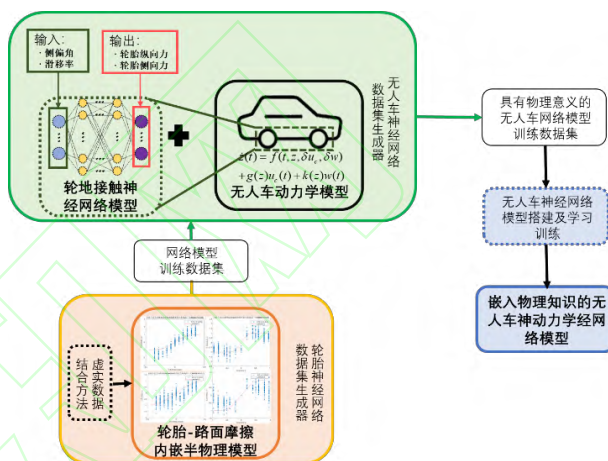 输入：
· 侧偏角
· 滑移率
输出：
· 轮胎纵向力
· 轮胎侧向力
轮地接触神
经网络模型
ż(t) = f(t,z,δu_e,δw)
+g(z)u_e(t)+k(z)w(t)
无人车动力学模型
无人车神经网络
数据集生成器
网络模型
训练数据集
虚实数据
结合方法
轮胎-路面摩擦
内嵌半物理模型
轮胎神经网络
数据集生成器
具有物理意义的
无人车网络模型
训练数据集
无人车神经网络
模型搭建及学习
训练
嵌入物理知识的无
人车神动力学经网
络模型